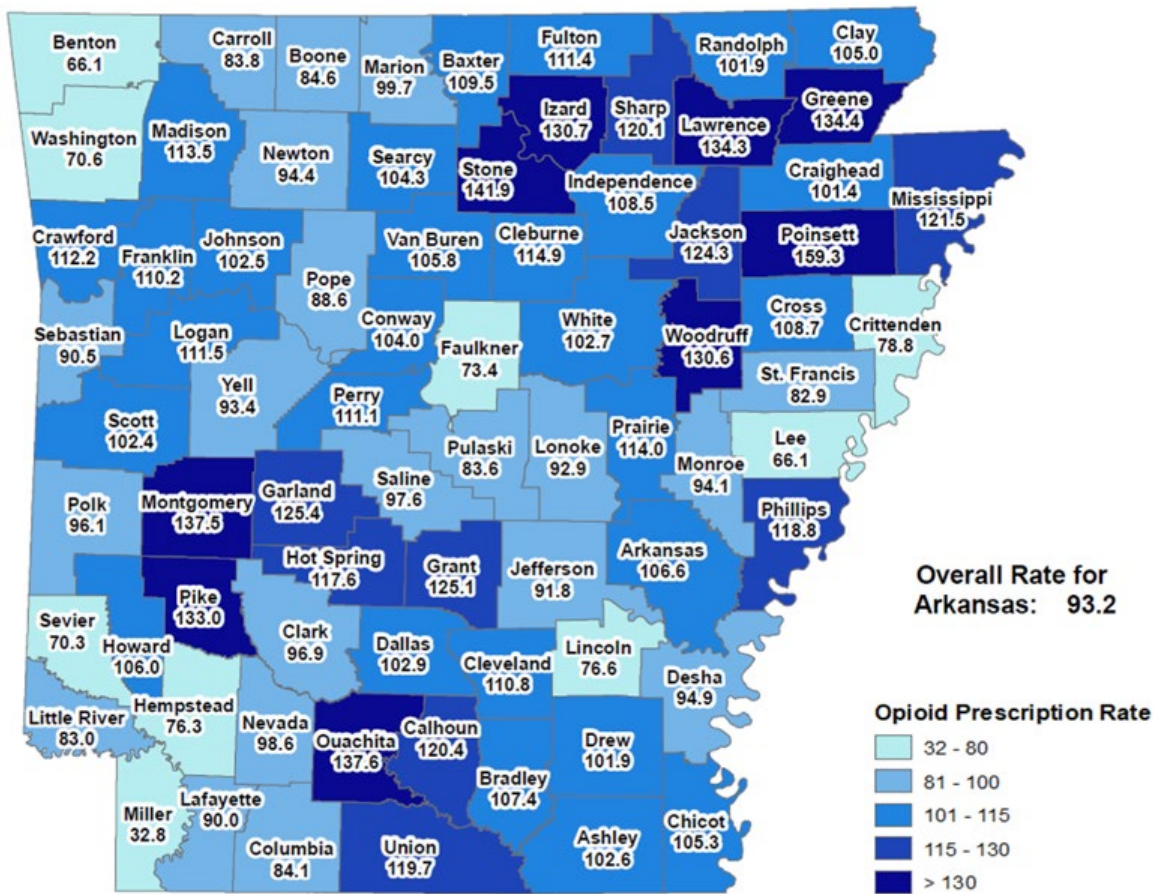 Benton
66.1
Carroll
83.8
Boone
84.6
Marion
99.7
Baxter
109.5
Fulton
111.4
Randolph
101.9
Clay
105.0
Washington
70.6
Madison
113.5
Newton
94.4
Searcy
104.3
Stone
141.9
Izard
130.7
Sharp
120.1
Lawrence
134.3
Greene
134.4
Independence
108.5
Craighead
101.4
Mississippi
121.5
Crawford
112.2
Franklin
110.2
Johnson
102.5
Pope
88.6
Van Buren
105.8
Cleburne
114.9
Jackson
124.3
Poinsett
159.3
Sebastian
90.5
Logan
111.5
Conway
104.0
Faulkner
73.4
White
102.7
Woodruff
130.6
Cross
108.7
Crittenden
78.8
St. Francis
82.9
Scott
102.4
Yell
93.4
Perry
111.1
Pulaski
83.6
Lonoke
92.9
Prairie
114.0
Monroe
94.1
Lee
66.1
Polk
96.1
Montgomery
137.5
Garland
125.4
Saline
97.6
Phillips
118.8
Hot Spring
117.6
Grant
125.1
Jefferson
91.8
Arkansas
106.6
Sevier
70.3
Howard
106.0
Pike
133.0
Clark
96.9
Dallas
102.9
Cleveland
110.8
Lincoln
76.6
Desha
94.9
Little River
83.0
Hempstead
76.3
Nevada
98.6
Ouachita
137.6
Calhoun
120.4
Bradley
107.4
Drew
101.9
Miller
32.8
Lafayette
90.0
Columbia
84.1
Union
119.7
Ashley
102.6
Chicot
105.3
Overall Rate for
Arkansas: 93.2
Opioid Prescription Rate
32 - 80
81 - 100
101 - 115
115 - 130
> 130